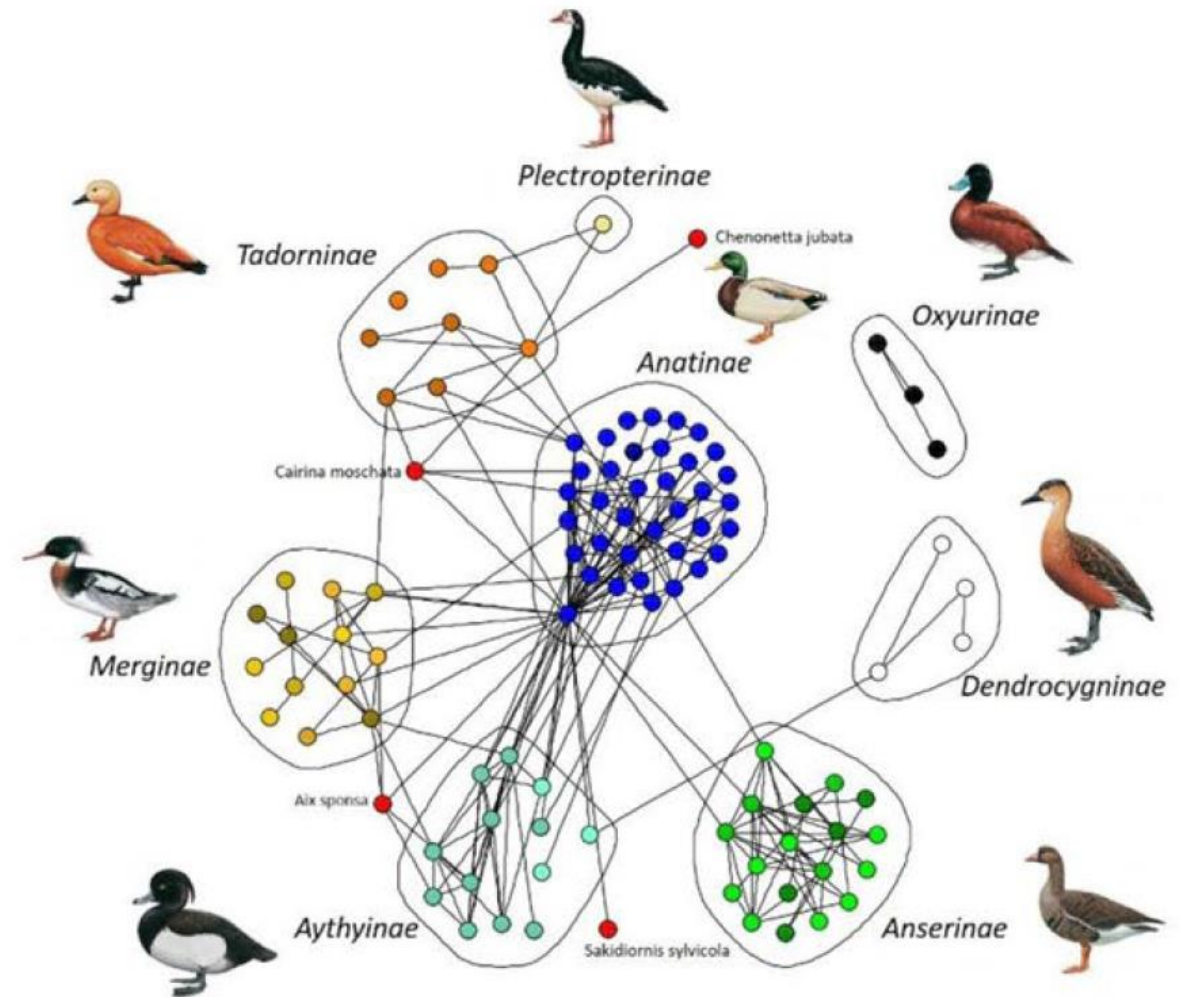 Plectropterinae
Chenonetta jubata
Tadorninae
Oxyurinae
Anatinae
Cairina moschata
Merginae
Dendrocygninae
Aix sponsa
Aythyinae
Anserinae
Sakidiornis sylvicola